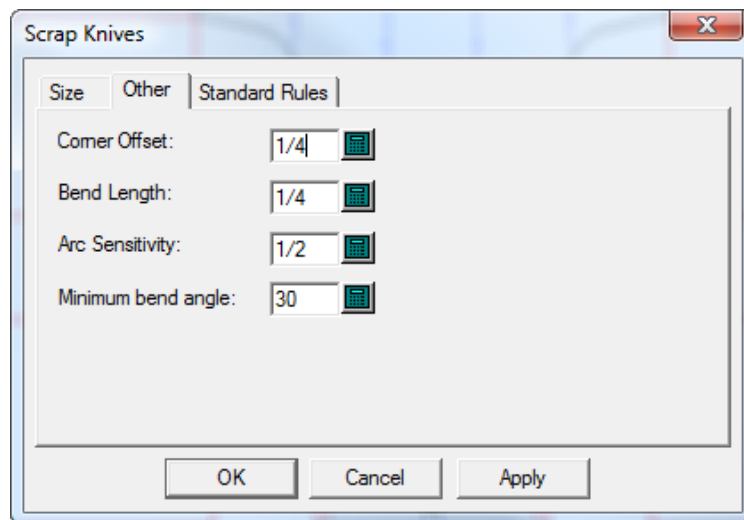 Scrap Knives
Size Other Standard Rules
Corner Offset: 1/4
Bend Length: 1/4
Arc Sensitivity: 1/2
Minimum bend angle: 30
OK Cancel Apply